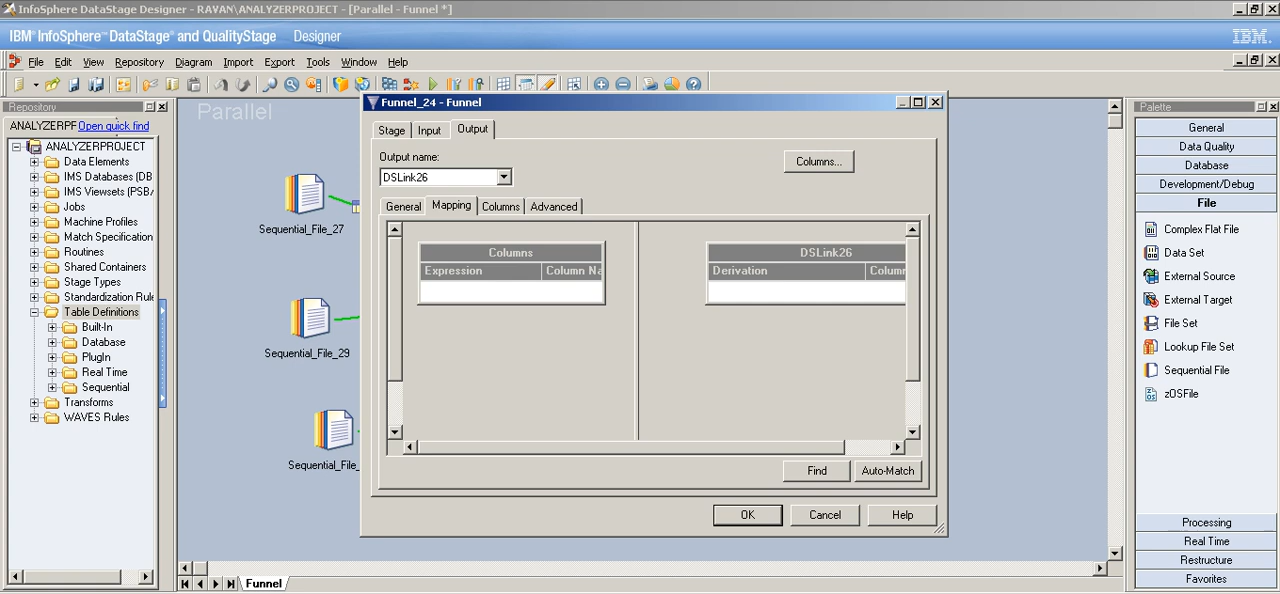 InfoSphere DataStage Designer - RAVAN\ANALYZERPROJECT - [Parallel - Funnel *]
IBM® InfoSphere™ DataStage® and QualityStage Designer
IBM.
File Edit View Repository Diagram Import Export Tools Window Help
Repository
ANALYZERPF Open quick find
ANALYZERPROJECT
Data Elements
IMS Databases (DB
IMS Viewsets (PSB/
Jobs
Machine Profiles
Match Specification
Routines
Shared Containers
Stage Types
Standardization Rule
Table Definitions
Built-In
Database
PlugIn
Real Time
Sequential
Transforms
WAVES Rules
Parallel
Sequential_File_27
Sequential_File_29
Sequential_File_
Funnel
Funnel_24 - Funnel
Stage Input Output
Output name:
DSLink26
Columns...
General Mapping Columns Advanced
Columns
Expression Column Na
DSLink26
Derivation Column
Find Auto-Match
OK Cancel Help
Palette
General
Data Quality
Database
Development/Debug
File
Complex Flat File
Data Set
External Source
External Target
File Set
Lookup File Set
Sequential File
zOSFile
Processing
Real Time
Restructure
Favorites